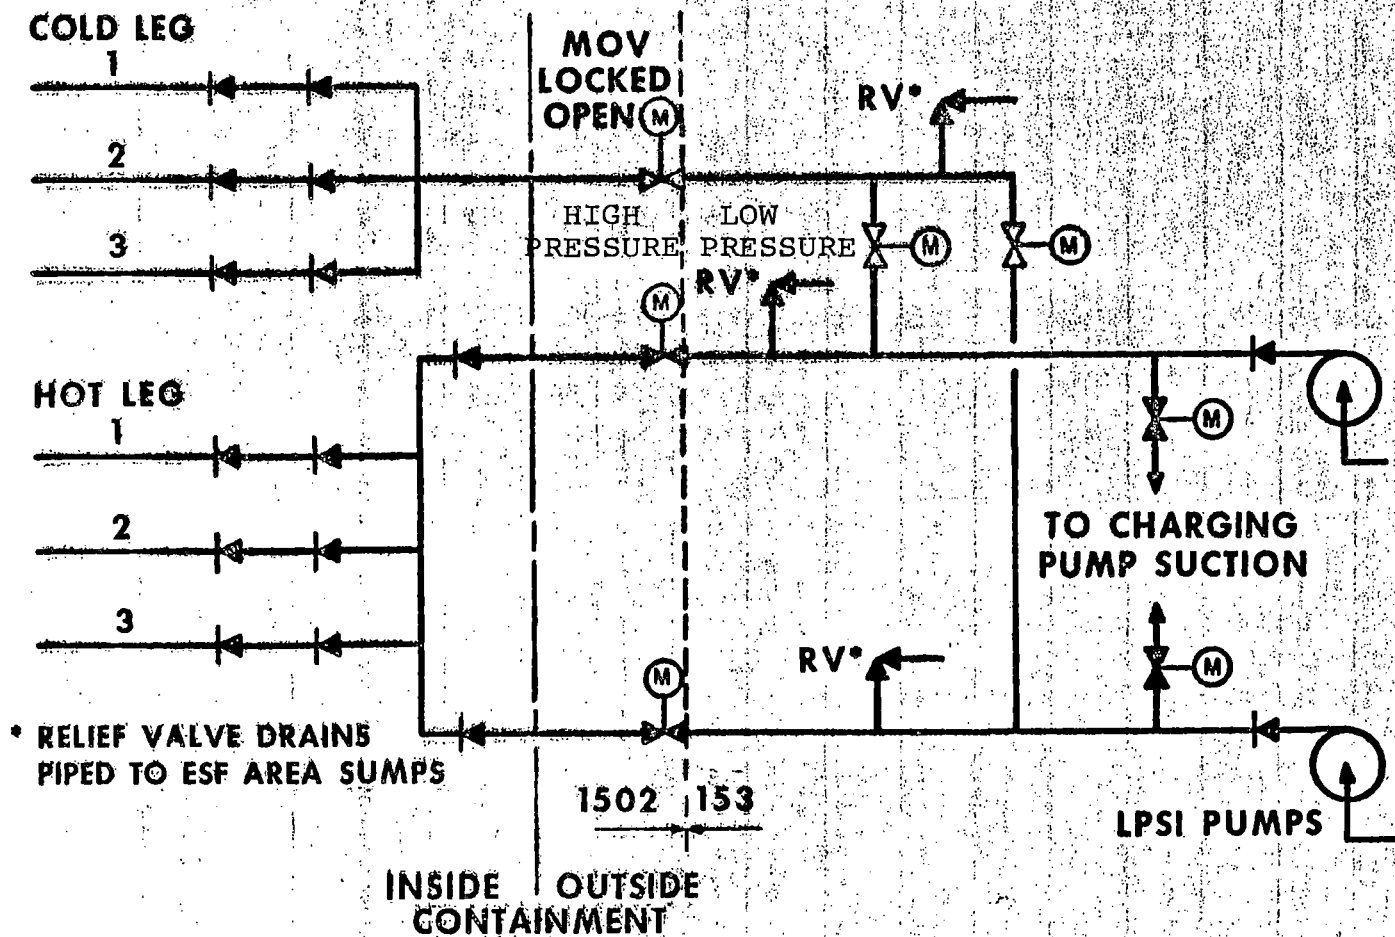 COLD LEG
1
2
3
MOV
LOCKED
OPEN
M
RV*
HIGH
PRESSURE
LOW
PRESSURE
M
M
RV*
M
HOT LEG
1
2
3
M
TO CHARGING
PUMP SUCTION
M
RV*
M
* RELIEF VALVE DRAINS
PIPED TO ESF AREA SUMPS
1502
153
LPSI PUMPS
INSIDE
OUTSIDE
CONTAINMENT